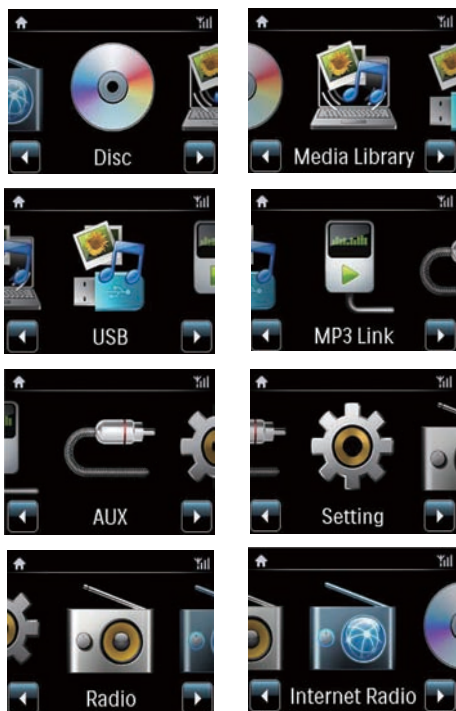 Disc
Media Library
USB
MP3 Link
AUX
Setting
Radio
Internet Radio